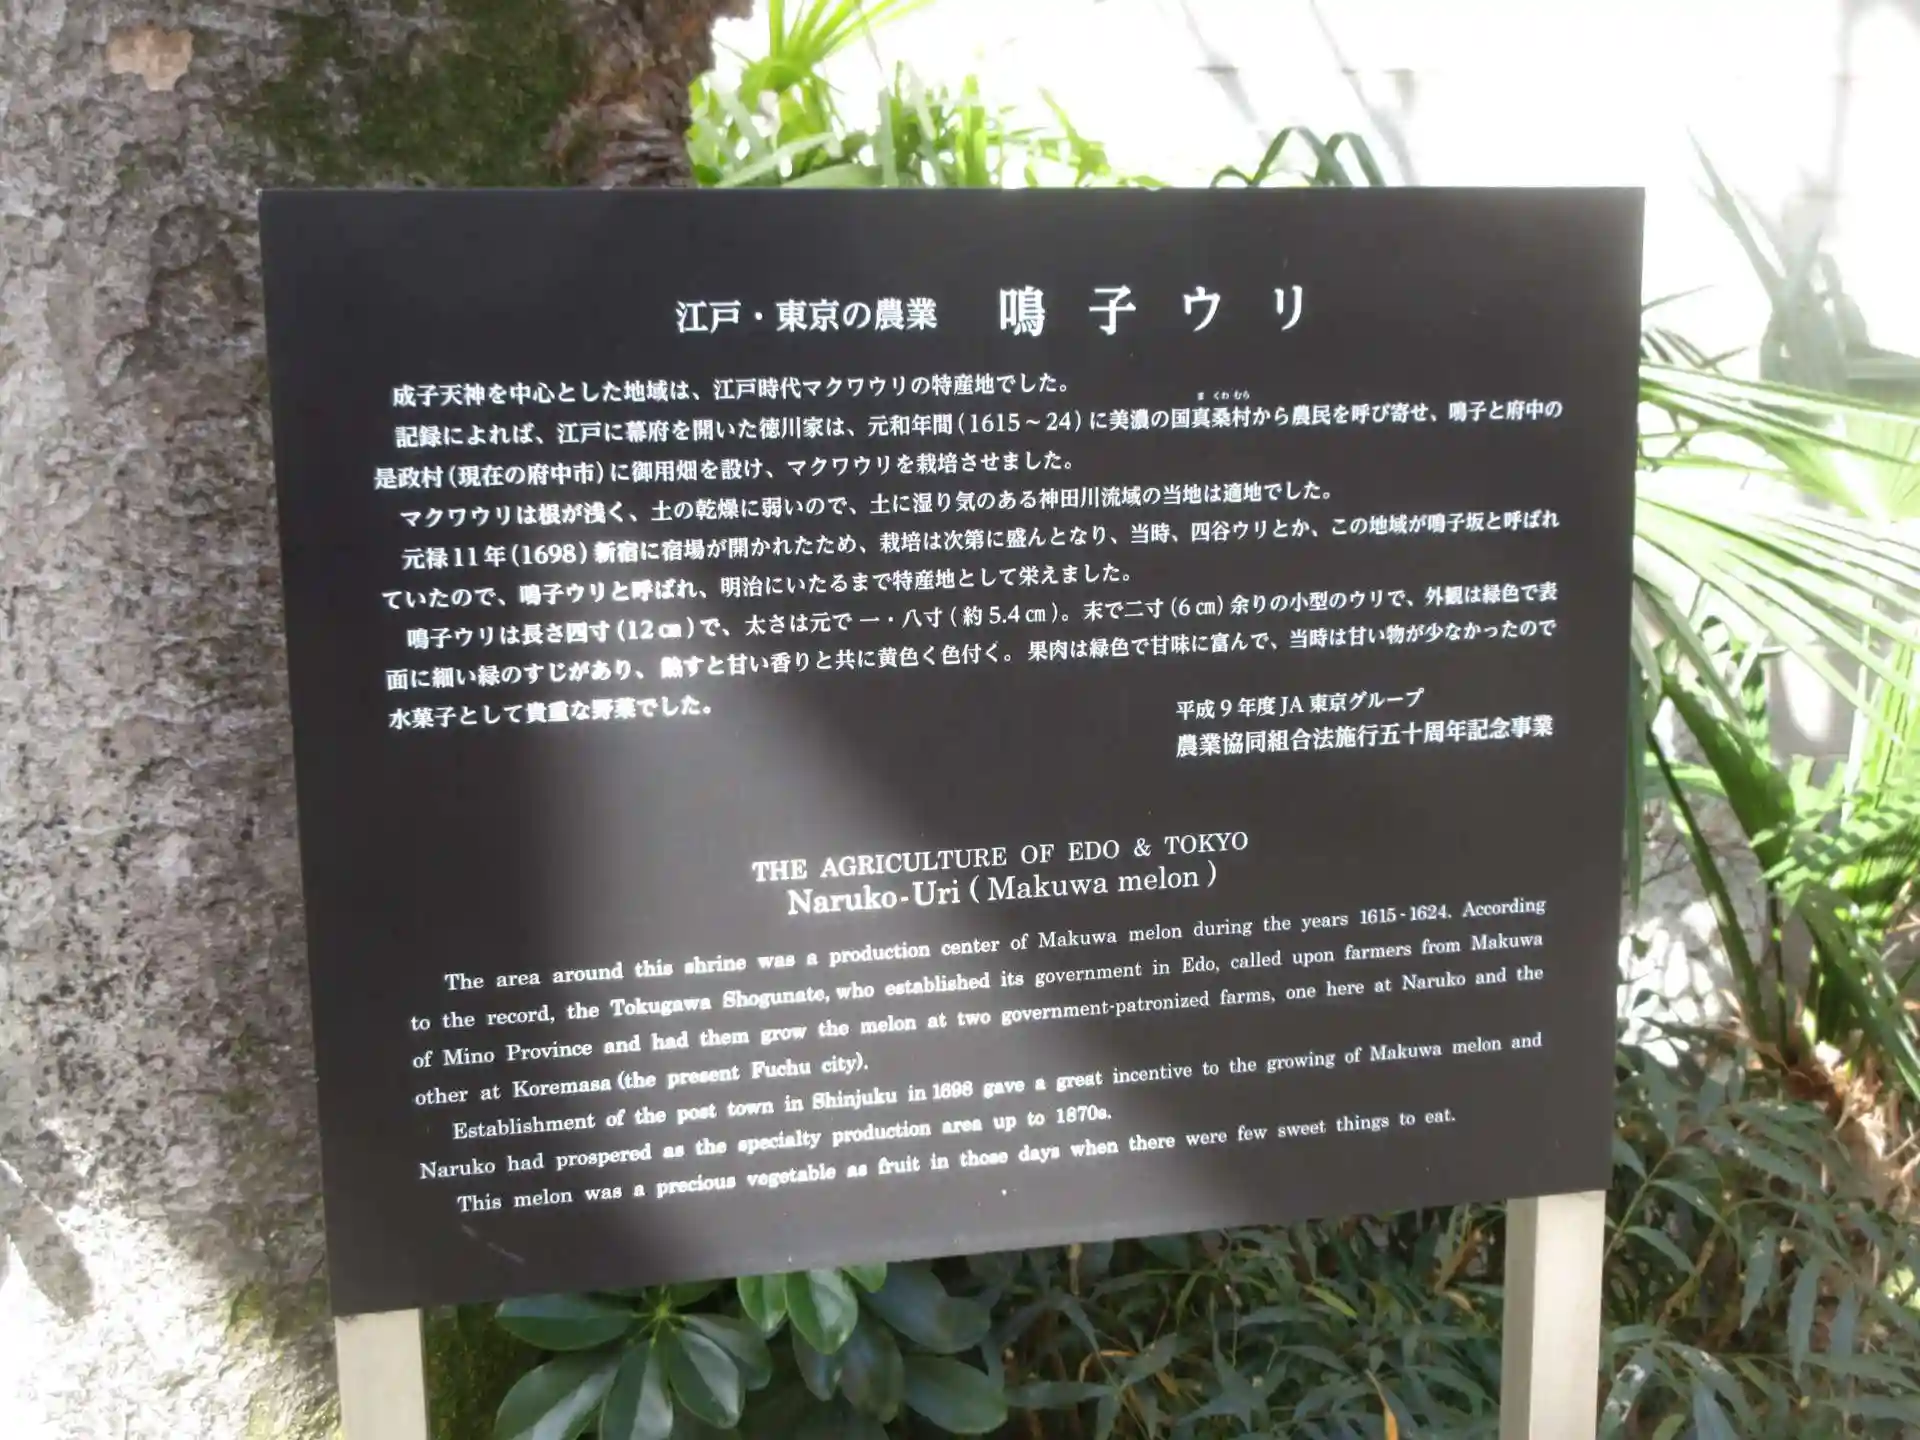 江戸・東京の農業 鳴子ウリ
成子天神を中心とした地域は、江戸時代マクワウリの特産地でした。
まくわむら
記録によれば、江戸に幕府を開いた徳川家は、元和年間(1615～24)に美濃の国真桑村から農民を呼び寄せ、鳴子と府中の
是政村(現在の府中市)に御用畑を設け、マクワウリを栽培させました。
マクワウリは根が浅く、土の乾燥に弱いので、土に湿り気のある神田川流域の当地は適地でした。
元禄11年(1698)新宿に宿場が開かれたため、栽培は次第に盛んとなり、当時、四谷ウリとか、この地域が鳴子坂と呼ばれ
ていたので、鳴子ウリと呼ばれ、明治にいたるまで特産地として栄えました。
鳴子ウリは長さ四寸(12㎝)で、太さは元で一・八寸(約5.4㎝)。末で二寸(6㎝)余りの小型のウリで、外観は緑色で表
面に細い緑のすじがあり、熟すと甘い香りと共に黄色く色付く。果肉は緑色で甘味に富んで、当時は甘い物が少なかったので
水菓子として貴重な野菜でした。
平成9年度JA東京グループ
農業協同組合法施行五十周年記念事業
THE AGRICULTURE OF EDO & TOKYO
Naruko-Uri (Makuwa melon)
The area around this shrine was a production center of Makuwa melon during the years 1615-1624. According
to the record, the Tokugawa Shogunate, who established its government in Edo, called upon farmers from Makuwa
of Mino Province and had them grow the melon at two government-patronized farms, one here at Naruko and the
other at Koremasa (the present Fuchu city).
Establishment of the post town in Shinjuku in 1698 gave a great incentive to the growing of Makuwa melon and
Naruko had prospered as the specialty production area up to 1870s.
This melon was a precious vegetable as fruit in those days when there were few sweet things to eat.